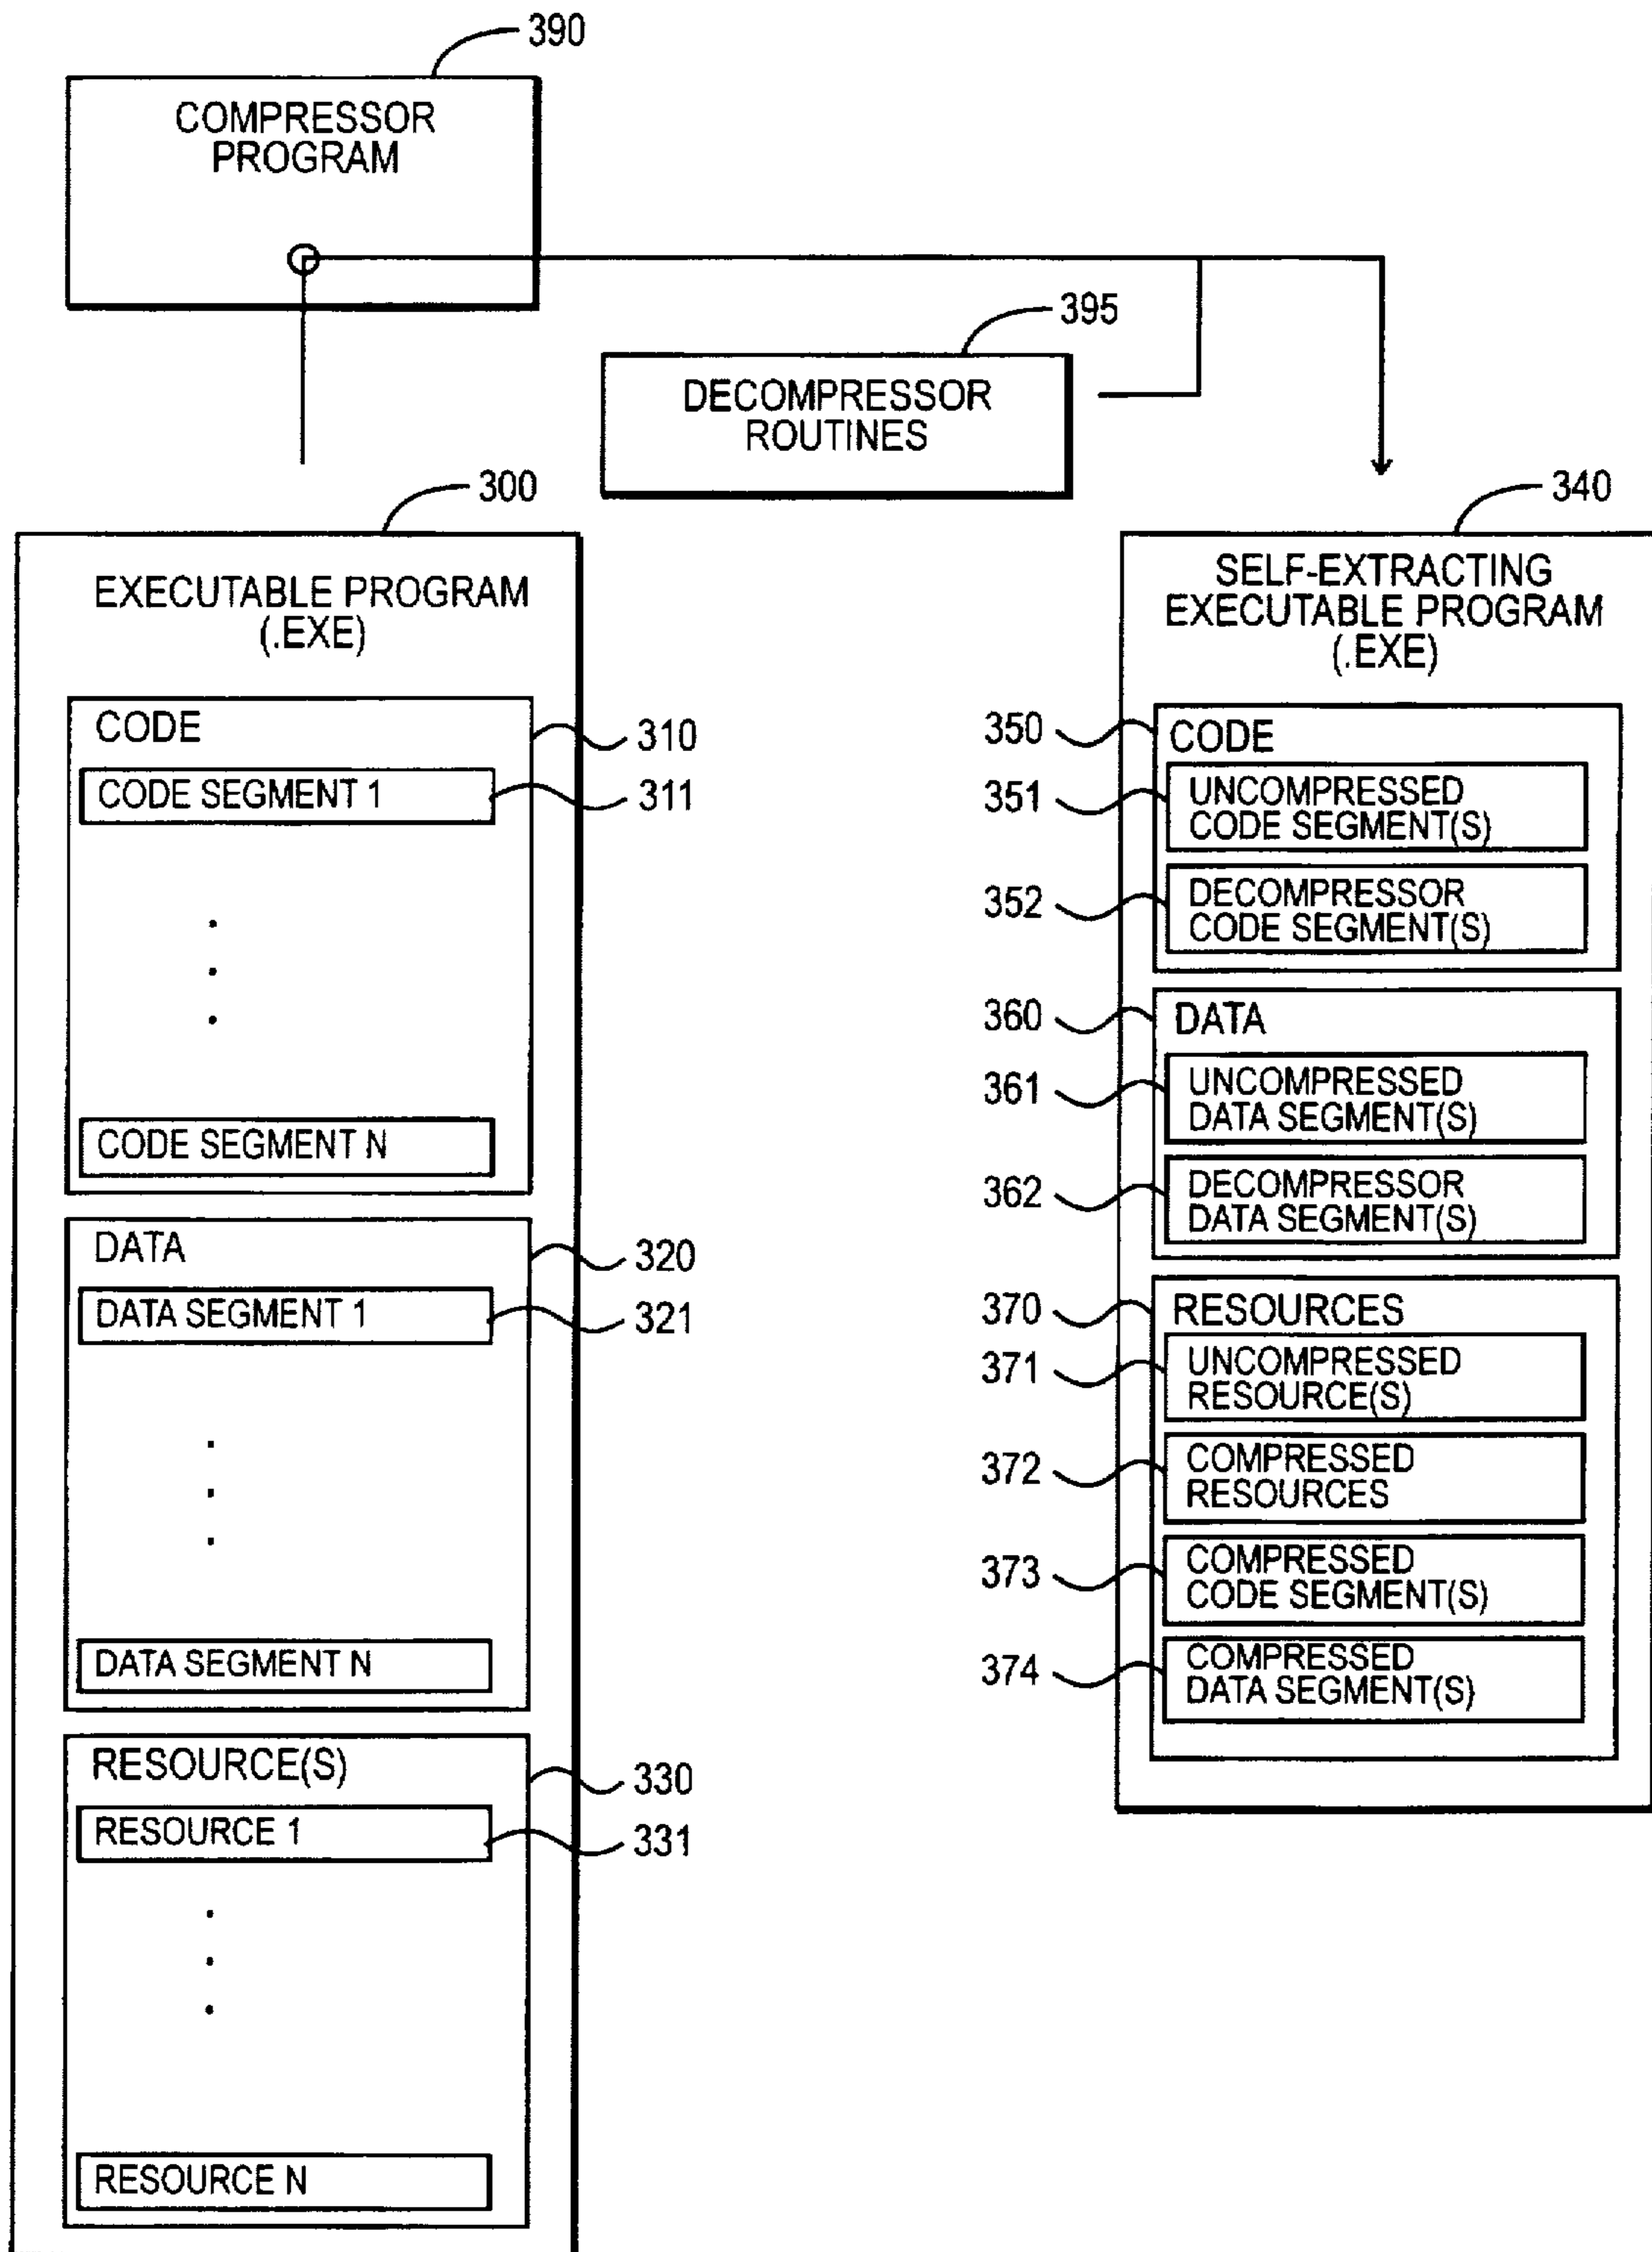 390
COMPRESSOR
PROGRAM
395
DECOMPRESSOR
ROUTINES
300
EXECUTABLE PROGRAM
(.EXE)
CODE
310
CODE SEGMENT 1
311
CODE SEGMENT N
DATA
320
DATA SEGMENT 1
321
DATA SEGMENT N
RESOURCE(S)
330
RESOURCE 1
331
RESOURCE N
340
SELF-EXTRACTING
EXECUTABLE PROGRAM
(.EXE)
350
CODE
351
UNCOMPRESSED
CODE SEGMENT(S)
352
DECOMPRESSOR
CODE SEGMENT(S)
360
DATA
361
UNCOMPRESSED
DATA SEGMENT(S)
362
DECOMPRESSOR
DATA SEGMENT(S)
370
RESOURCES
371
UNCOMPRESSED
RESOURCE(S)
372
COMPRESSED
RESOURCES
373
COMPRESSED
CODE SEGMENT(S)
374
COMPRESSED
DATA SEGMENT(S)